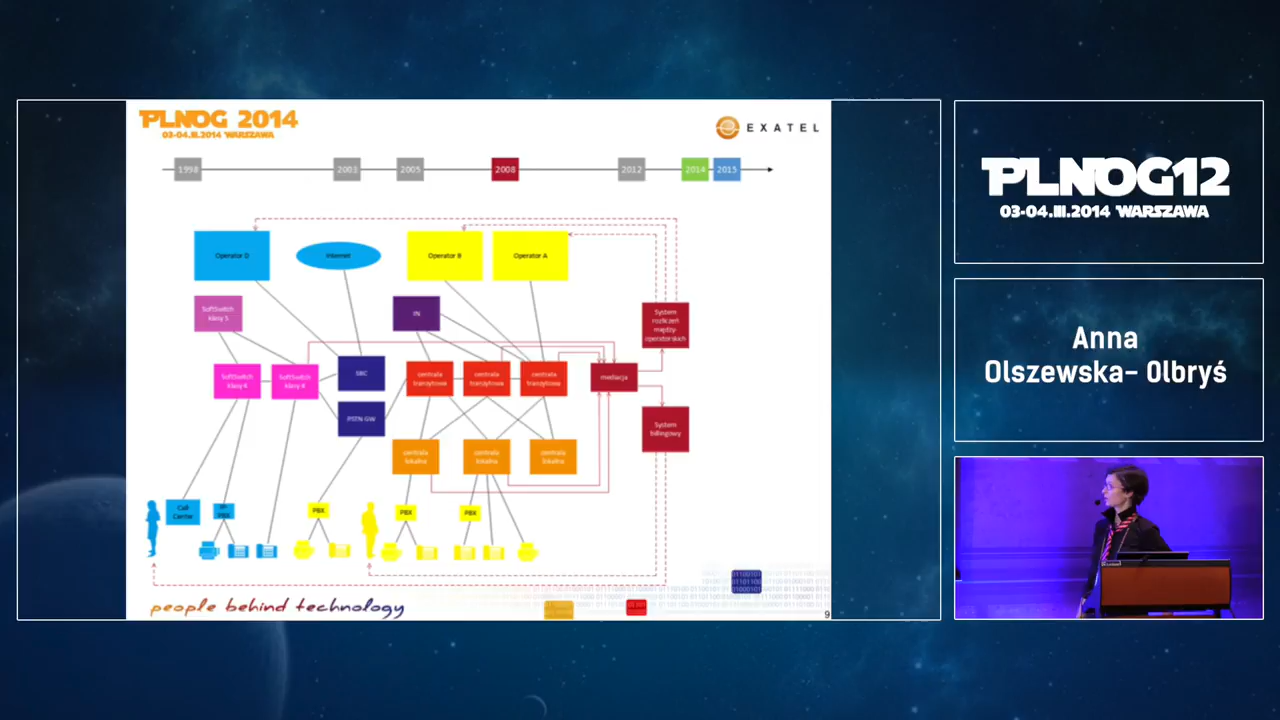 PLNOG 2014
03-04.III.2014 WARSZAWA
EXATEL
1998
2003
2005
2008
2012
2014
2015
Operator D
Internet
Operator B
Operator A
SoftSwitch
klasy 5
IN
System
rozliczeń
między-
operatorskich
SoftSwitch
klasy 4
SoftSwitch
klasy 4
SBC
centrala
tranzytowa
centrala
tranzytowa
centrala
tranzytowa
mediacja
PSTN GW
System
billingowy
centrala
lokalna
centrala
lokalna
centrala
lokalna
Call
Centre
PBX
PBX
PBX
people behind technology
9
PLNOG12
03-04.III.2014 WARSZAWA
Anna
Olszewska- Olbryś